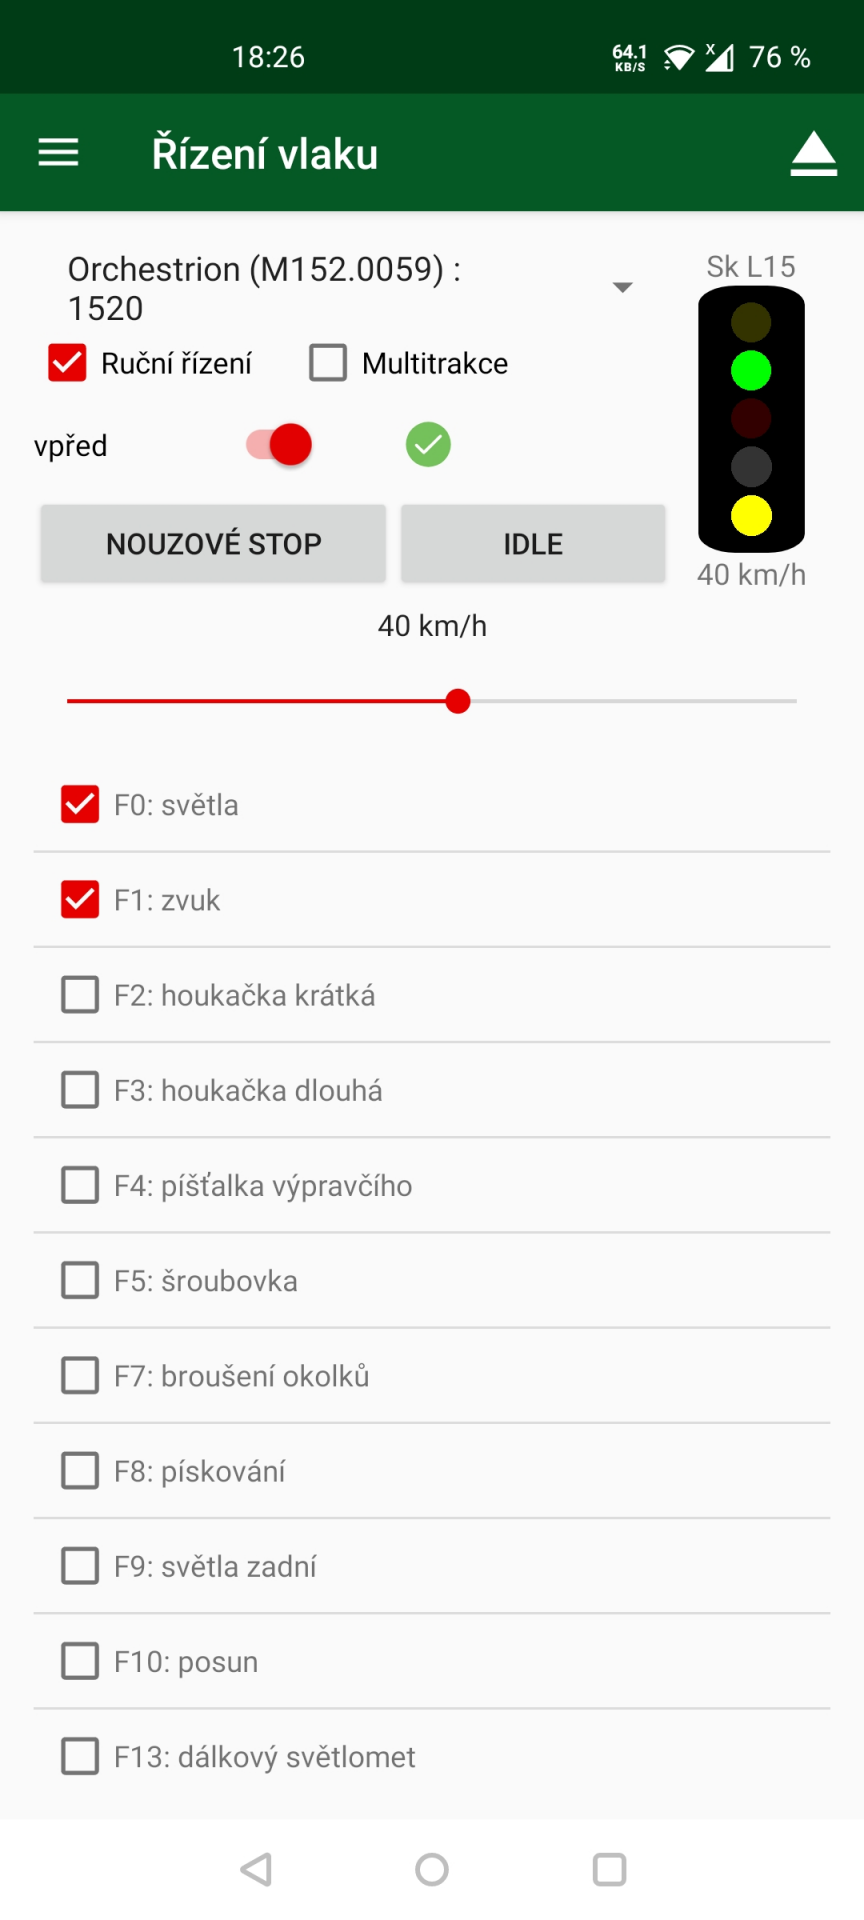 18:26
64.1
KB/S
X
76 %
Řízení vlaku
Orchestrion (M152.0059) :
1520
Sk L15
Ruční řízení
Multitrakce
vpřed
NOUZOVÉ STOP
IDLE
40 km/h
40 km/h
F0: světla
F1: zvuk
F2: houkačka krátká
F3: houkačka dlouhá
F4: píšťalka výpravčího
F5: šroubovka
F7: broušení okolků
F8: pískování
F9: světla zadní
F10: posun
F13: dálkový světlomet